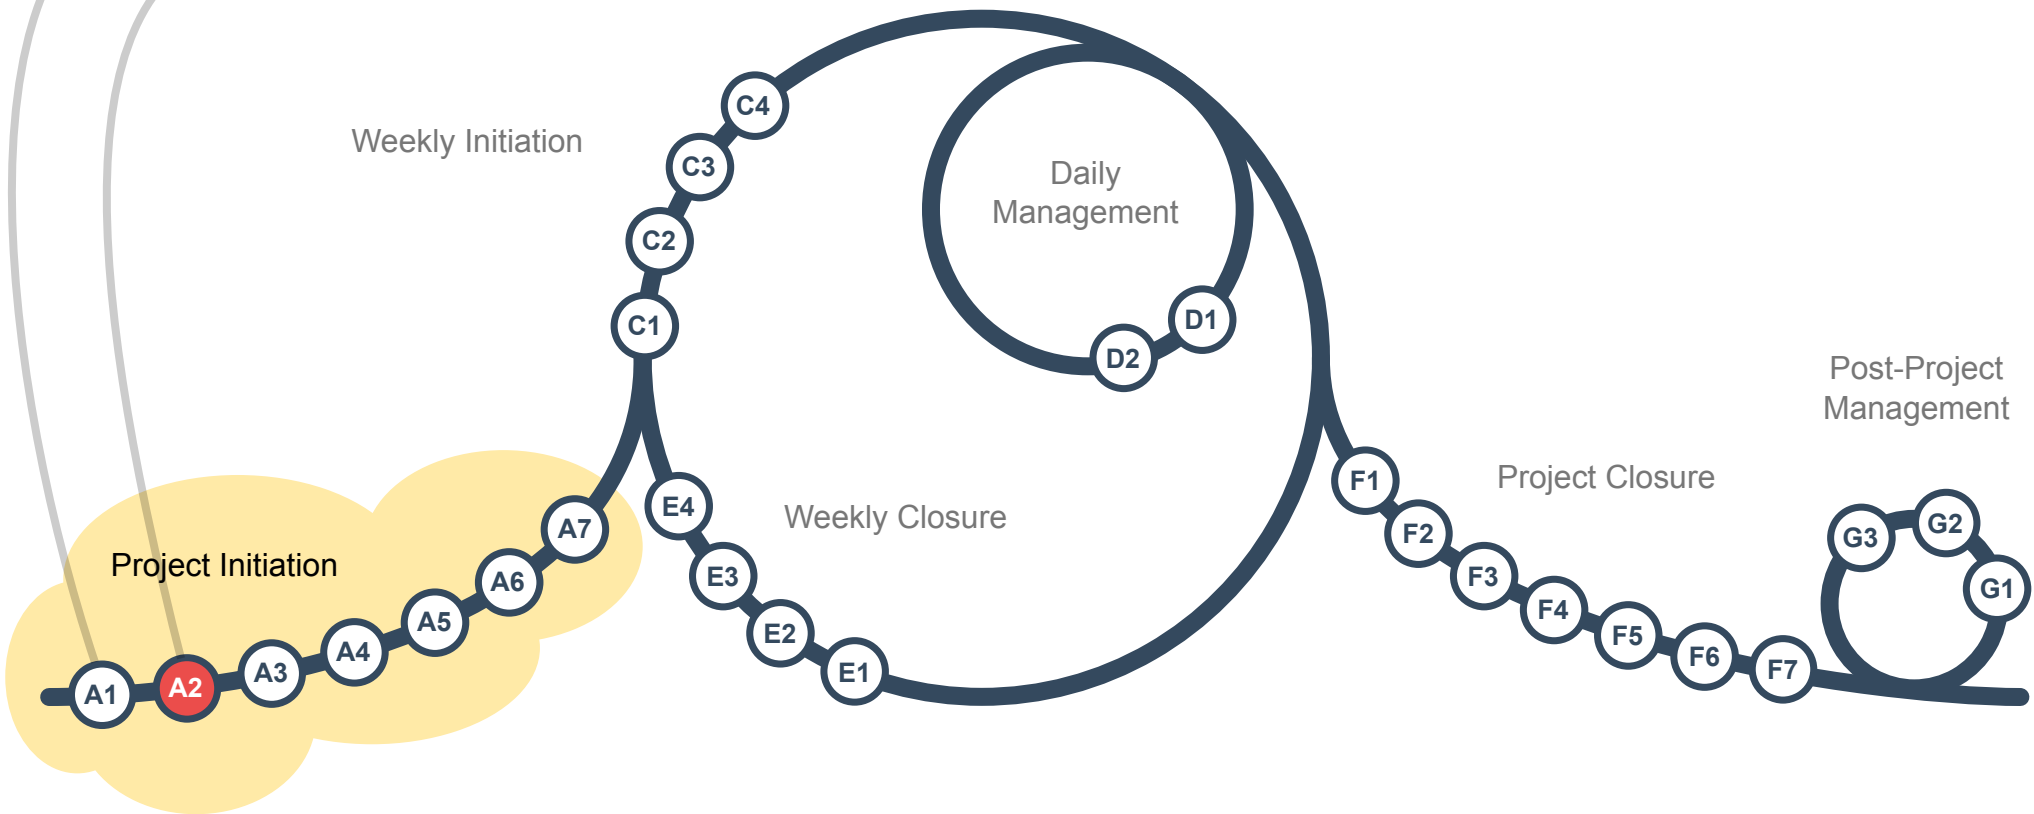 Weekly Initiation
C4
C3
C2
C1
Daily
Management
D1
D2
Project Initiation
A1
A2
A3
A4
A5
A6
A7
Weekly Closure
E4
E3
E2
E1
Project Closure
F1
F2
F3
F4
F5
F6
F7
Post-Project
Management
G3
G2
G1